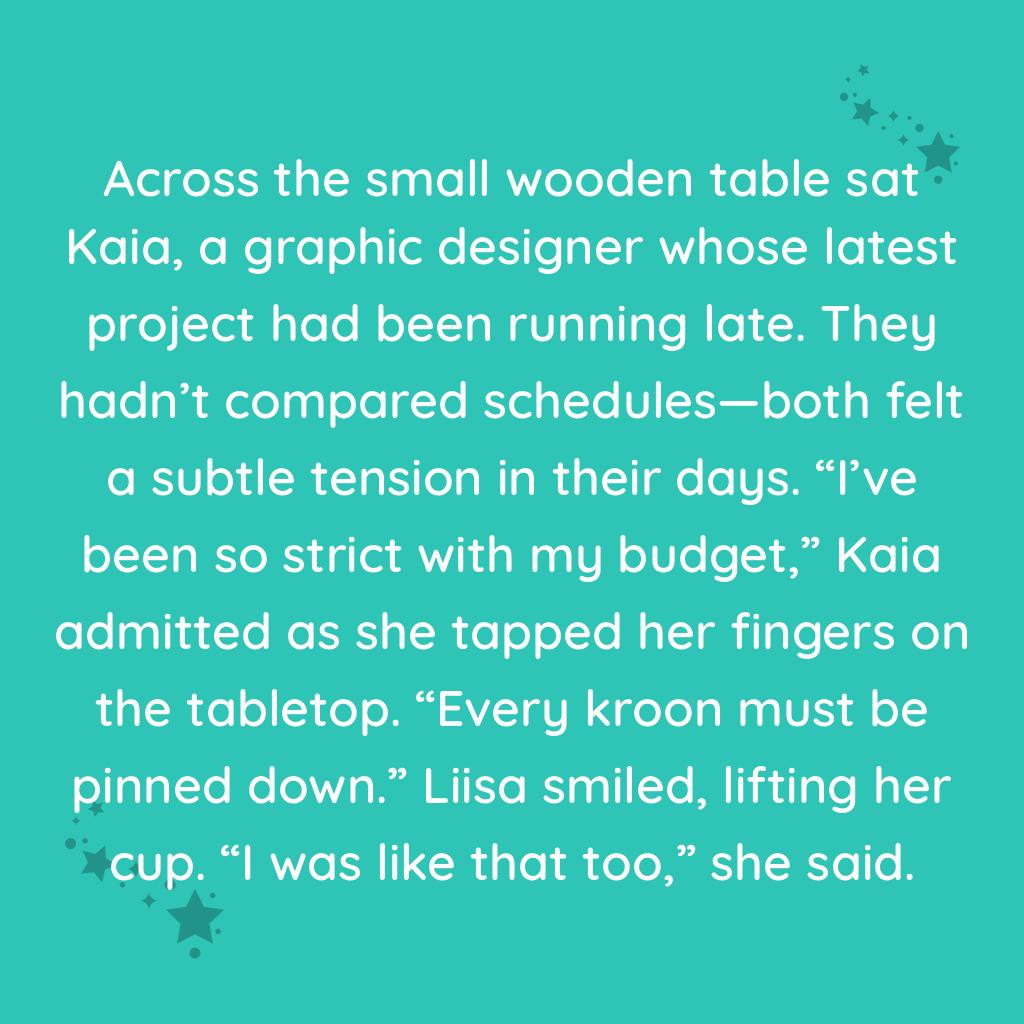 Across the small wooden table sat
Kaia, a graphic designer whose latest
project had been running late. They
hadn’t compared schedules—both felt
a subtle tension in their days. “I’ve
been so strict with my budget,” Kaia
admitted as she tapped her fingers on
the tabletop. “Every kroon must be
pinned down.” Liisa smiled, lifting her
cup. “I was like that too,” she said.